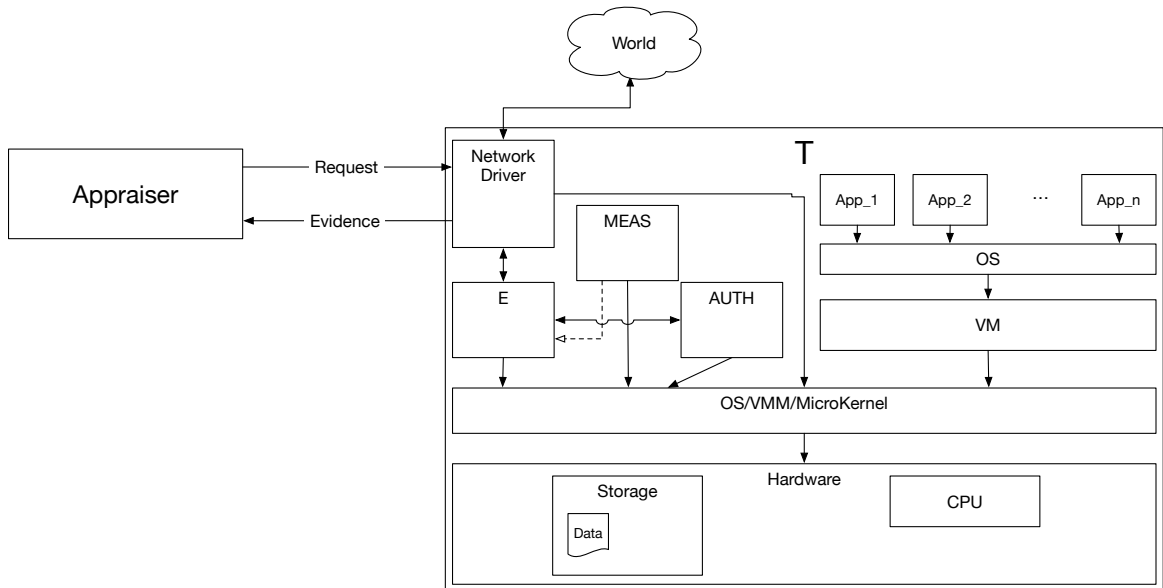 World
T
Network
Driver
Request
Appraiser
Evidence
MEAS
App_1
App_2
...
App_n
OS
E
AUTH
VM
OS/VMM/MicroKernel
Hardware
Storage
CPU
Data